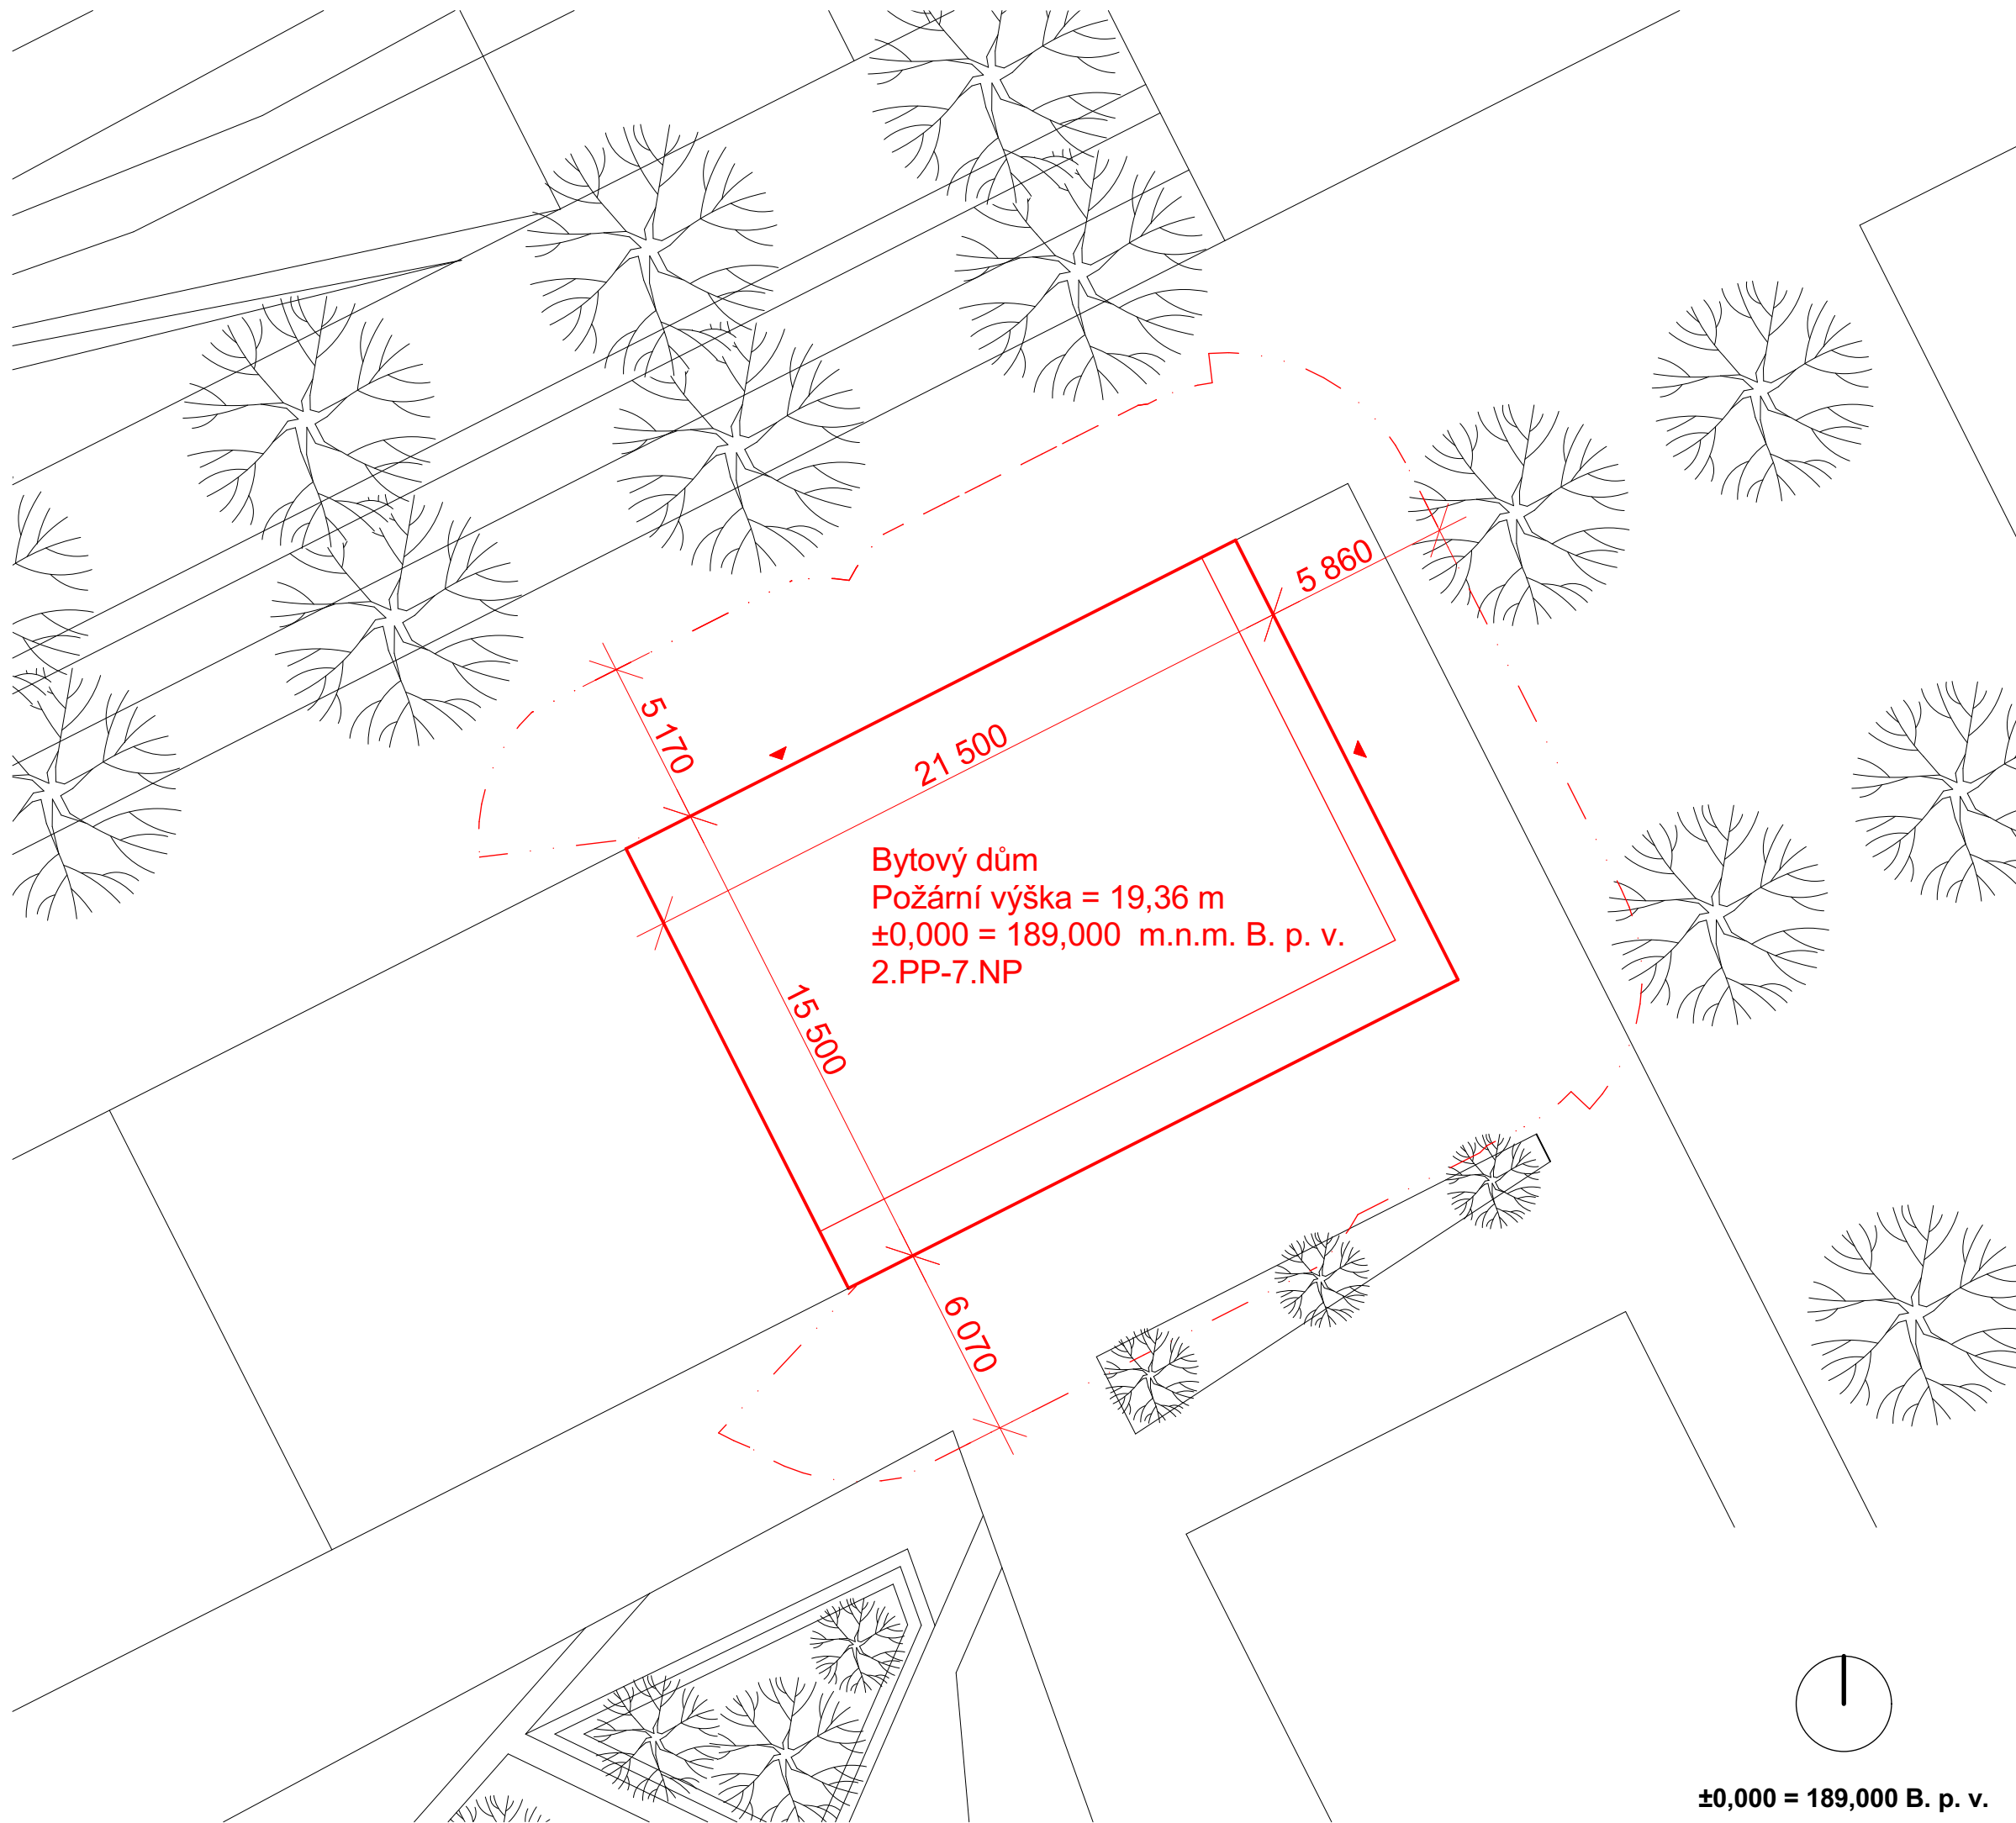 5 860
5 170
21 500
Bytový dům
Požární výška = 19,36 m
±0,000 = 189,000 m.n.m. B. p. v.
2.PP-7.NP
15 500
6 070
±0,000 = 189,000 B. p. v.